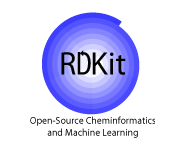 RDKit
Open-Source Cheminformatics
and Machine Learning